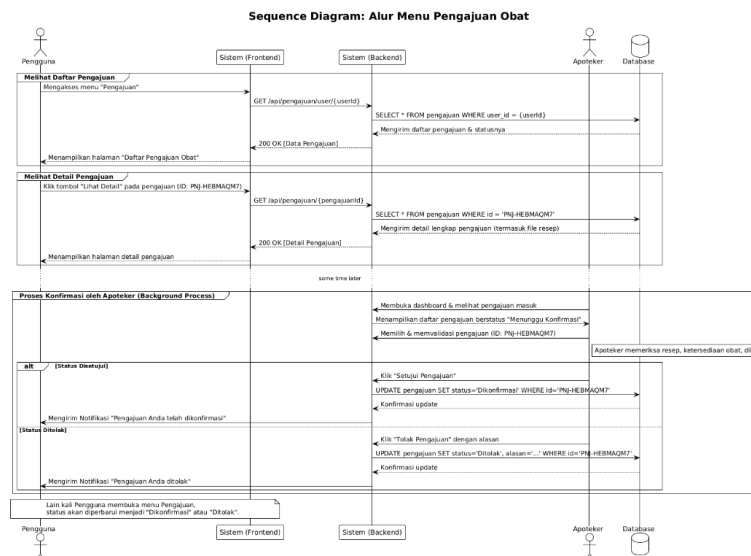 Sequence Diagram: Alur Menu Pengajuan Obat
Pengguna
Sistem (Frontend)
Sistem (Backend)
Apoteker
Database
Melihat Daftar Pengajuan
Mengakses menu "Pengajuan"
GET /api/pengajuan/user/{userId}
SELECT * FROM pengajuan WHERE user_id = {userId}
Mengirim daftar pengajuan & statusnya
200 OK [Data Pengajuan]
Menampilkan halaman "Daftar Pengajuan Obat"
Melihat Detail Pengajuan
Klik tombol "Lihat Detail" pada pengajuan (ID: PNJ-HEBMAQM7)
GET /api/pengajuan/{pengajuanId}
SELECT * FROM pengajuan WHERE id = 'PNJ-HEBMAQM7'
Mengirim detail lengkap pengajuan (termasuk file resep)
200 OK [Detail Pengajuan]
Menampilkan halaman detail pengajuan
some time later
Proses Konfirmasi oleh Apoteker (Background Process)
Membuka dashboard & melihat pengajuan masuk
Menampilkan daftar pengajuan berstatus "Menunggu Konfirmasi"
Memilih & memvalidasi pengajuan (ID: PNJ-HEBMAQM7)
Apoteker memeriksa resep, ketersediaan obat, dl
alt
[Status Disetujui]
Klik "Setujui Pengajuan"
UPDATE pengajuan SET status='Dikonfirmasi' WHERE id='PNJ-HEBMAQM7'
Konfirmasi update
Mengirim Notifikasi "Pengajuan Anda telah dikonfirmasi"
[Status Ditolak]
Klik "Tolak Pengajuan" dengan alasan
UPDATE pengajuan SET status='Ditolak', alasan='...' WHERE id='PNJ-HEBMAQM7'
Konfirmasi update
Mengirim Notifikasi "Pengajuan Anda ditolak"
Lain kali Pengguna membuka menu Pengajuan,
status akan diperbarui menjadi "Dikonfirmasi" atau "Ditolak".
Pengguna
Sistem (Frontend)
Sistem (Backend)
Apoteker
Database